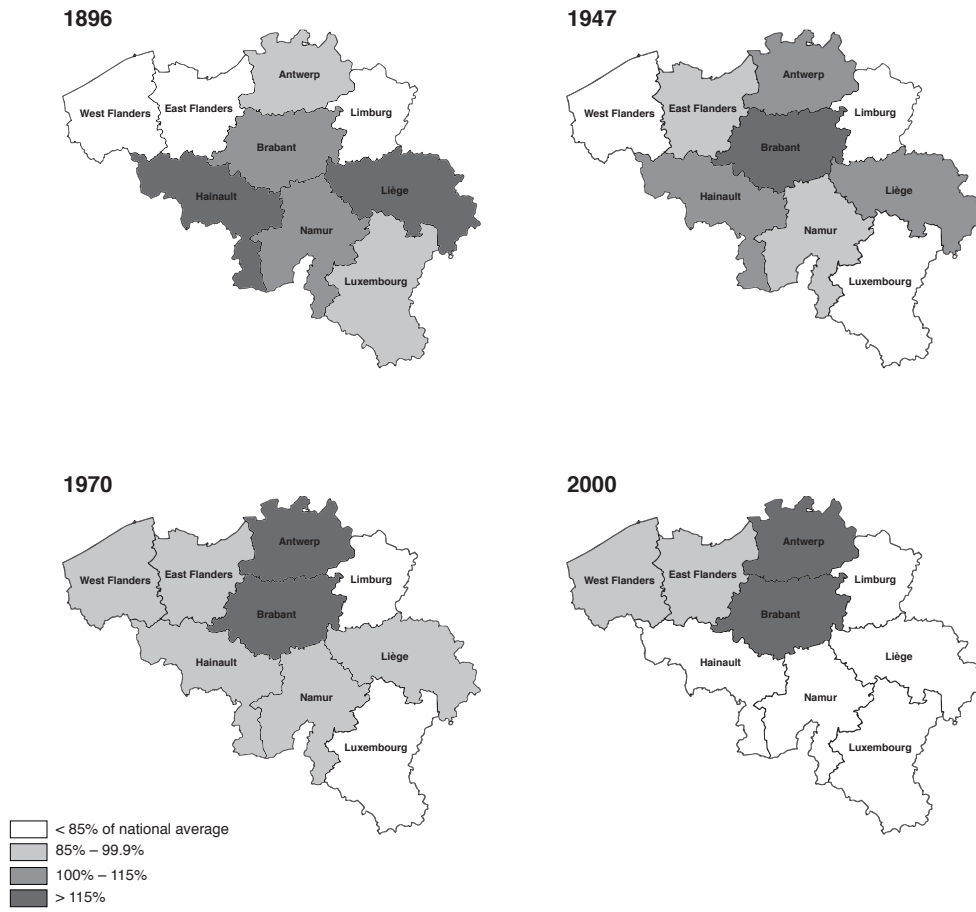 1896
Antwerp
West Flanders
East Flanders
Limburg
Brabant
Hainault
Liège
Namur
Luxembourg
1947
Antwerp
West Flanders
East Flanders
Limburg
Brabant
Hainault
Liège
Namur
Luxembourg
1970
Antwerp
West Flanders
East Flanders
Limburg
Brabant
Hainault
Liège
Namur
Luxembourg
2000
Antwerp
West Flanders
East Flanders
Limburg
Brabant
Hainault
Liège
Namur
Luxembourg
< 85% of national average
85% – 99.9%
100% – 115%
> 115%